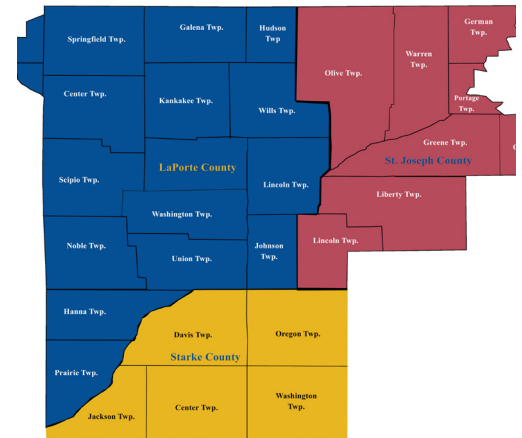 German Twp.
Galena Twp.
Hudson
Twp
Springfield Twp.
Warren
Twp.
Olive Twp.
Center Twp.
Kankakee Twp.
Wills Twp.
Portage
Twp.
Greene Twp.
LaPorte County
St. Joseph County
Scipio Twp.
Lincoln Twp.
Liberty Twp.
Washington Twp.
Lincoln Twp.
Noble Twp.
Union Twp.
Johnson
Twp.
Hanna Twp.
Davis Twp.
Oregon Twp.
Starke County
Prairie Twp.
Jackson Twp.
Center Twp.
Washington
Twp.